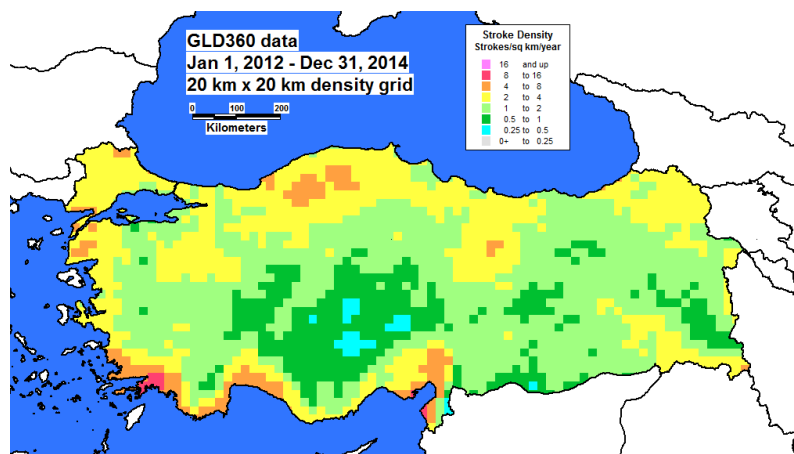 GLD360 data
Jan 1, 2012 - Dec 31, 2014
20 km x 20 km density grid
0 100 200
Kilometers
Stroke Density
Strokes/sq km/year
16 and up
8 to 16
4 to 8
2 to 4
1 to 2
0.5 to 1
0.25 to 0.5
0+ to 0.25